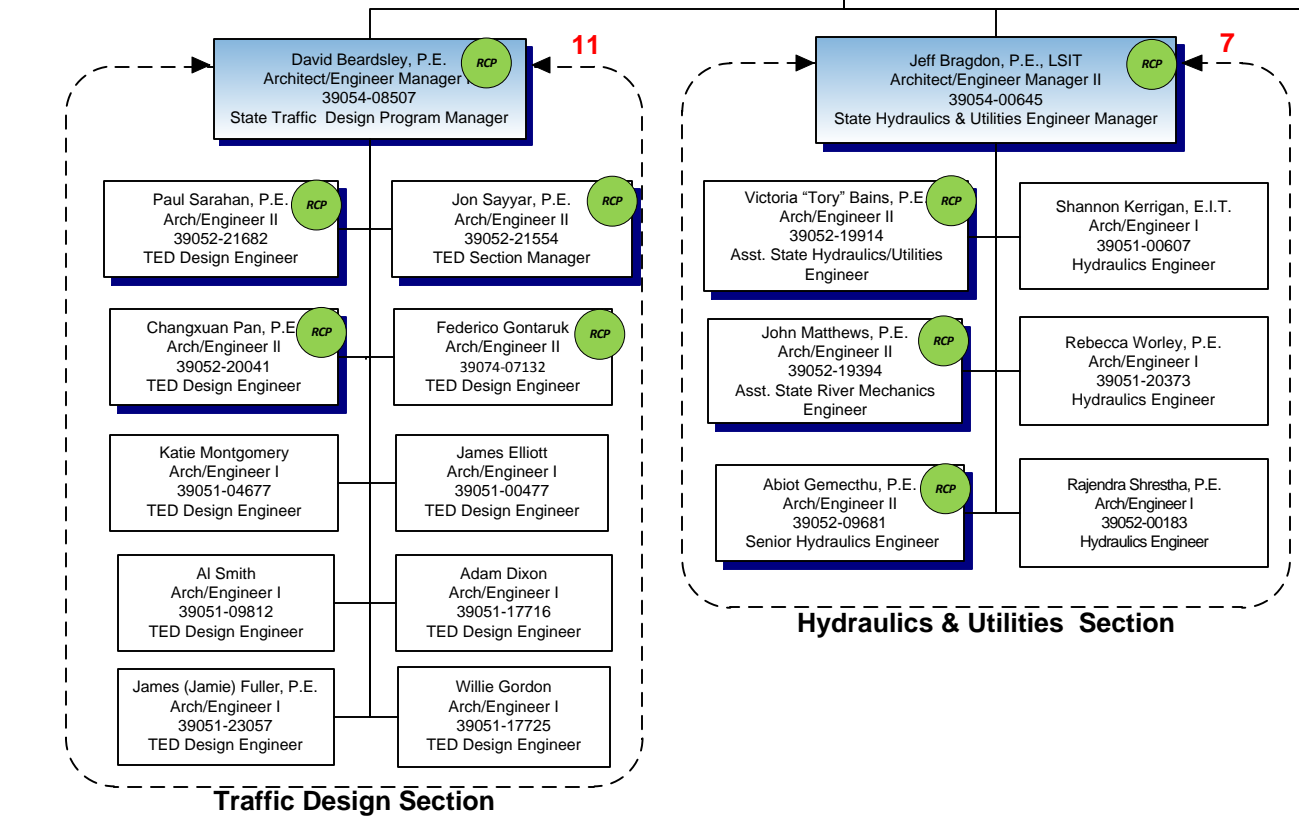 11
David Beardsley, P.E.
RCP
Architect/Engineer Manager
39054-08507
State Traffic Design Program Manager
Paul Sarahan, P.E.
RCP
Arch/Engineer II
39052-21682
TED Design Engineer
Jon Sayyar, P.E.
RCP
Arch/Engineer II
39052-21554
TED Section Manager
Changxuan Pan, P.E
RCP
Arch/Engineer II
39052-20041
TED Design Engineer
Federico Gontaruk
RCP
Arch/Engineer II
39074-07132
TED Design Engineer
Katie Montgomery
Arch/Engineer I
39051-04677
TED Design Engineer
James Elliott
Arch/Engineer I
39051-00477
TED Design Engineer
Al Smith
Arch/Engineer I
39051-09812
TED Design Engineer
Adam Dixon
Arch/Engineer I
39051-17716
TED Design Engineer
James (Jamie) Fuller, P.E.
Arch/Engineer I
39051-23057
TED Design Engineer
Willie Gordon
Arch/Engineer I
39051-17725
TED Design Engineer
Traffic Design Section
7
Jeff Bragdon, P.E., LSIT
RCP
Architect/Engineer Manager II
39054-00645
State Hydraulics & Utilities Engineer Manager
Victoria “Tory” Bains, P.E.
RCP
Arch/Engineer II
39052-19914
Asst. State Hydraulics/Utilities
Engineer
Shannon Kerrigan, E.I.T.
Arch/Engineer I
39051-00607
Hydraulics Engineer
John Matthews, P.E.
RCP
Arch/Engineer II
39052-19394
Asst. State River Mechanics
Engineer
Rebecca Worley, P.E.
Arch/Engineer I
39051-20373
Hydraulics Engineer
Abiot Gemecthu, P.E.
RCP
Arch/Engineer II
39052-09681
Senior Hydraulics Engineer
Rajendra Shrestha, P.E.
Arch/Engineer I
39052-00183
Hydraulics Engineer
Hydraulics & Utilities Section